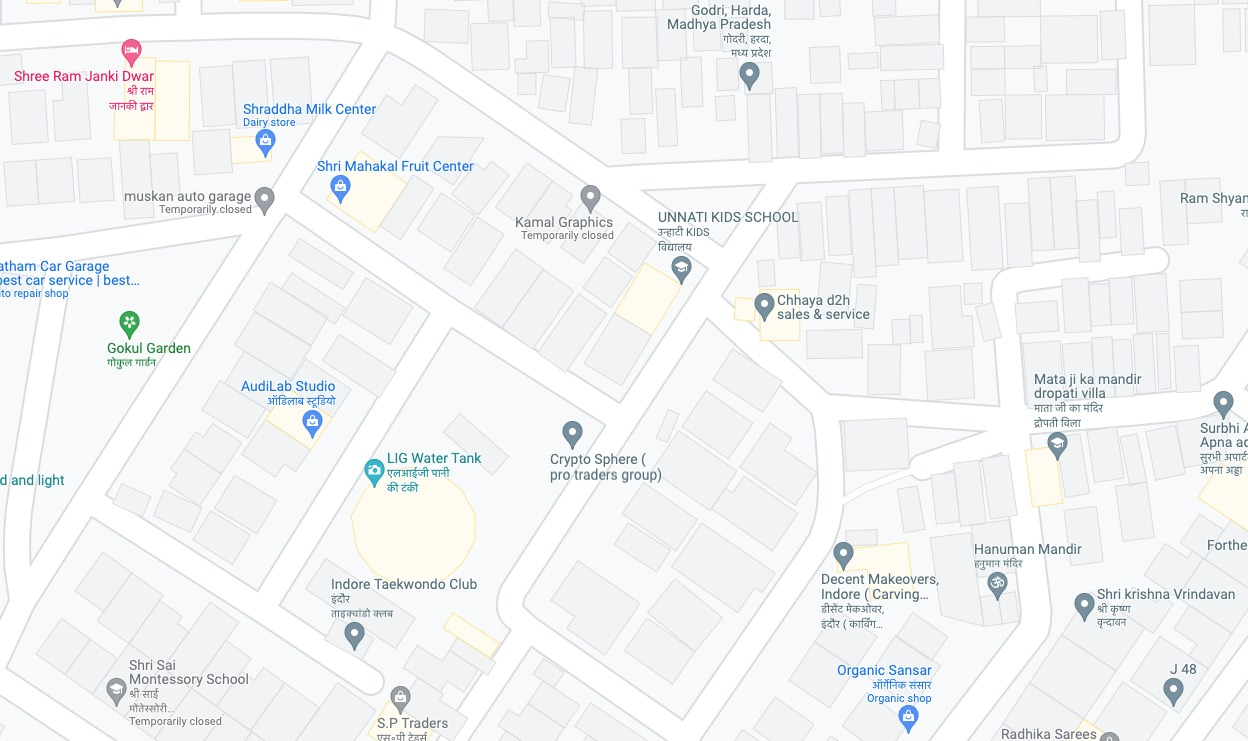 Godri, Harda,
Madhya Pradesh
गोदरी, हरदा,
मध्य प्रदेश
Shree Ram Janki Dwar
श्री राम
जानकी द्वार
Shraddha Milk Center
Dairy store
Shri Mahakal Fruit Center
muskan auto garage
Temporarily closed
Kamal Graphics
Temporarily closed
UNNATI KIDS SCHOOL
उन्हाटी KIDS
विद्यालय
Ram Shyam
atham Car Garage
best car service | best...
uto repair shop
Chhaya d2h
sales & service
Gokul Garden
गोकुल गार्डन
AudiLab Studio
ऑडिलाब स्टूडियो
Mata ji ka mandir
dropati villa
माता जी का मंदिर
द्रोपती विला
Surbhi A
Apna ad
सुरभी अपार्ट
अपना अड्डा
LIG Water Tank
एलआईजी पानी
की टंकी
Crypto Sphere (
pro traders group)
d and light
Forthe
Hanuman Mandir
हनुमान मंदिर
Decent Makeovers,
Indore ( Carving...
डीसेंट मेकओवर,
इंदौर ( कार्विंग...
Indore Taekwondo Club
इंदौर
ताइक्वांडो क्लब
Shri krishna Vrindavan
श्री कृष्ण
वृन्दावन
Shri Sai
Montessory School
श्री साई
मोंतेस्सोरी...
Temporarily closed
Organic Sansar
ऑर्गेनिक संसार
Organic shop
J 48
S.P Traders
एस॰पी ट्रेडर्स
Radhika Sarees